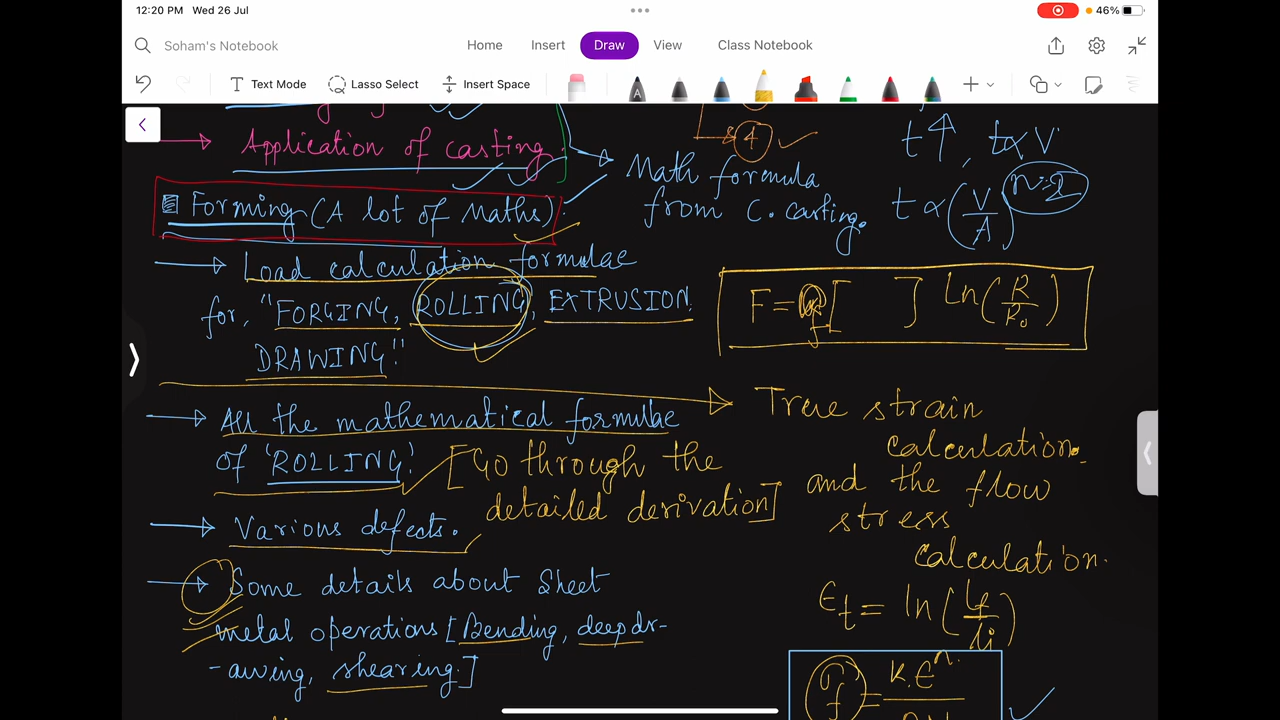 12:20 PM Wed 26 Jul
46%
Soham's Notebook
Home Insert Draw View Class Notebook
Text Mode Lasso Select Insert Space
→ Application of casting
Forming (A lot of Maths).
→ Load calculation formulae
for, "FORGING, ROLLING, EXTRUSION
DRAWING"
→ All the mathematical formulae
of 'ROLLING' [Go through the
detailed derivation]
→ Various defects.
→ Some details about Sheet
metal operations [Bending, deep dr-
-awing, shearing.]
4
Math formula
from C. casting.
t ↑, t ∝ V
t ∝ (V/A)^n=2
F = [ ] ln(R/R₀)
True strain
calculation.
and the flow
stress
calculation.
ϵt = ln(lf/li)
σf = K.ϵ^n.